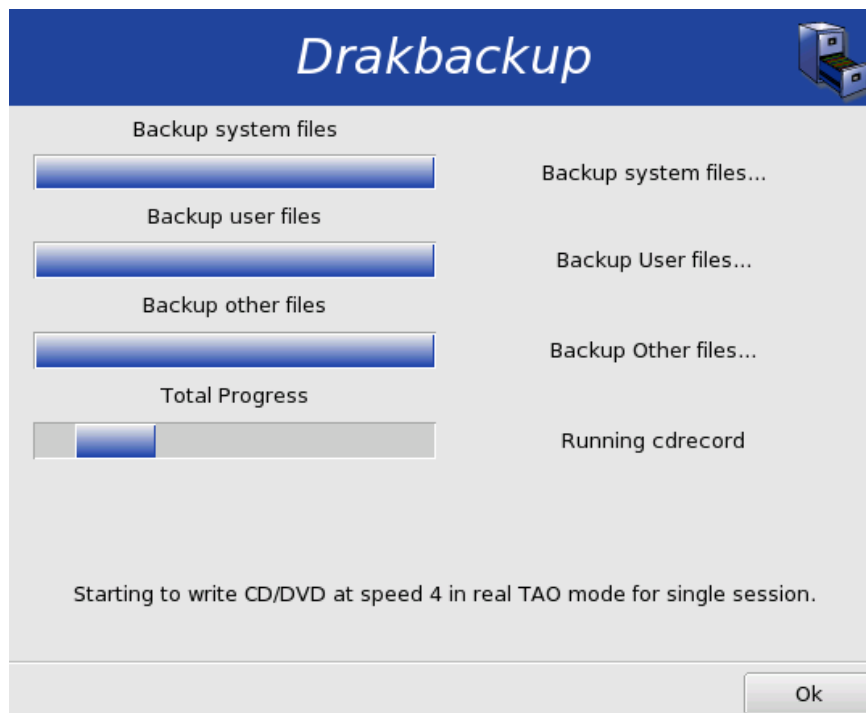 Drakbackup
Backup system files
Backup system files...
Backup user files
Backup User files...
Backup other files
Backup Other files...
Total Progress
Running cdrecord
Starting to write CD/DVD at speed 4 in real TAO mode for single session.
Ok